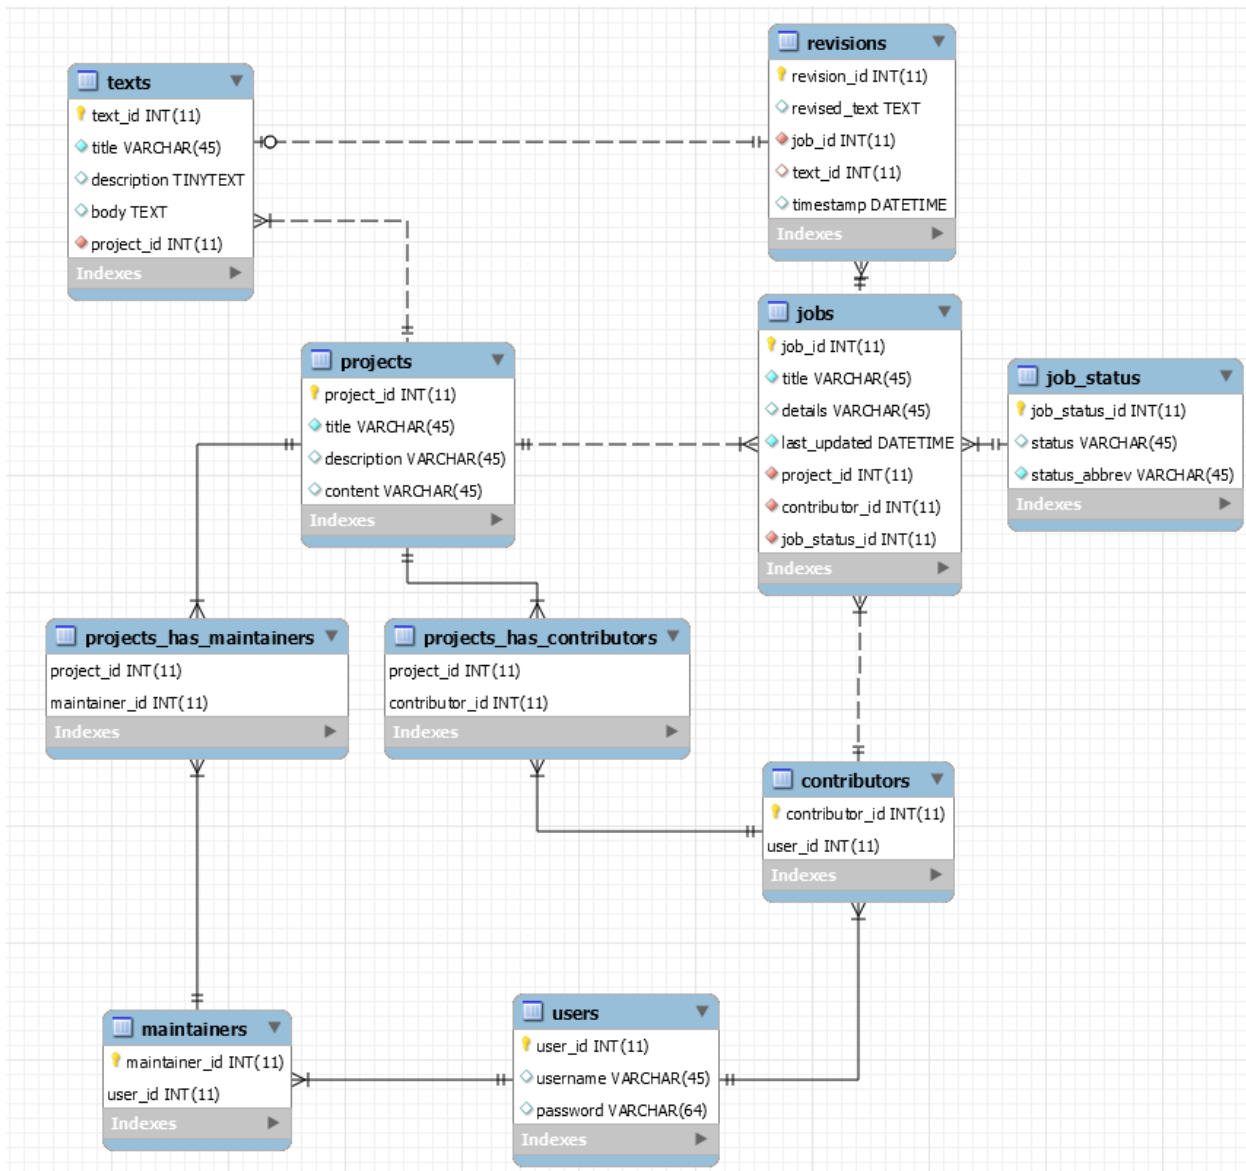 texts
text_id INT(11)
title VARCHAR(45)
description TINYTEXT
body TEXT
project_id INT(11)
Indexes
revisions
revision_id INT(11)
revised_text TEXT
job_id INT(11)
text_id INT(11)
timestamp DATETIME
Indexes
projects
project_id INT(11)
title VARCHAR(45)
description VARCHAR(45)
content VARCHAR(45)
Indexes
jobs
job_id INT(11)
title VARCHAR(45)
details VARCHAR(45)
last_updated DATETIME
project_id INT(11)
contributor_id INT(11)
job_status_id INT(11)
Indexes
job_status
job_status_id INT(11)
status VARCHAR(45)
status_abbrev VARCHAR(45)
Indexes
projects_has_maintainers
project_id INT(11)
maintainer_id INT(11)
Indexes
projects_has_contributors
project_id INT(11)
contributor_id INT(11)
Indexes
contributors
contributor_id INT(11)
user_id INT(11)
Indexes
maintainers
maintainer_id INT(11)
user_id INT(11)
Indexes
users
user_id INT(11)
username VARCHAR(45)
password VARCHAR(64)
Indexes